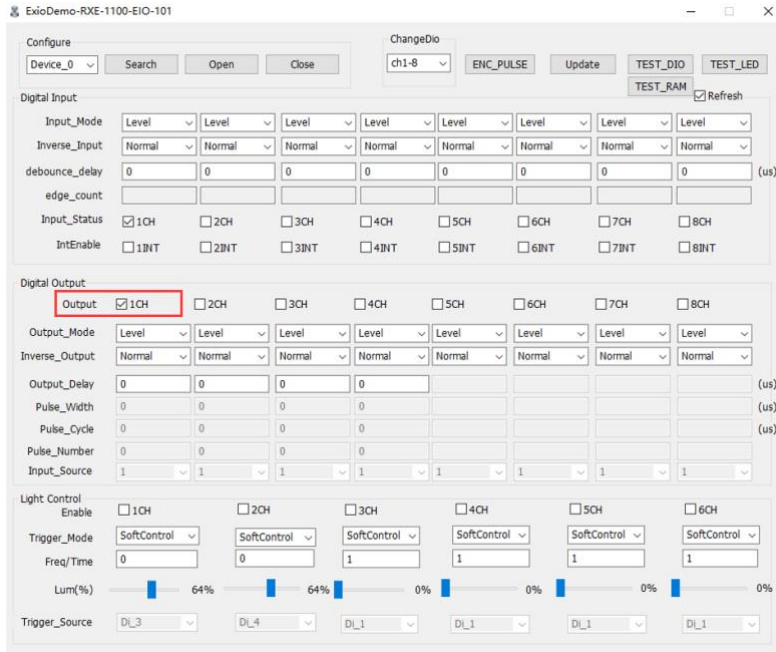 ExioDemo-RXE-1100-EIO-101
Configure
Device_0 Search Open Close
ChangeDio
ch1-8 ENC_PULSE Update TEST_DIO TEST_LED
TEST_RAM Refresh
Digital Input
Input_Mode Level Level Level Level Level Level Level Level
Inverse_Input Normal Normal Normal Normal Normal Normal Normal Normal
debounce_delay 0 0 0 0 0 0 0 0 (us)
edge_count
Input_Status 1CH 2CH 3CH 4CH 5CH 6CH 7CH 8CH
IntEnable 1INT 2INT 3INT 4INT 5INT 6INT 7INT 8INT
Digital Output
Output 1CH 2CH 3CH 4CH 5CH 6CH 7CH 8CH
Output_Mode Level Level Level Level Level Level Level Level
Inverse_Output Normal Normal Normal Normal Normal Normal Normal Normal
Output_Delay 0 0 0 0 (us)
Pulse_Width 0 0 0 0 (us)
Pulse_Cycle 0 0 0 0 (us)
Pulse_Number 0 0 0 0
Input_Source 1 1 1 1 1 1 1 1
Light Control
Enable 1CH 2CH 3CH 4CH 5CH 6CH
Trigger_Mode SoftControl SoftControl SoftControl SoftControl SoftControl SoftControl
Freq/Time 0 0 1 1 1 1
Lum(%) 64% 64% 0% 0% 0% 0%
Trigger_Source Di_3 Di_4 Di_1 Di_1 Di_1 Di_1